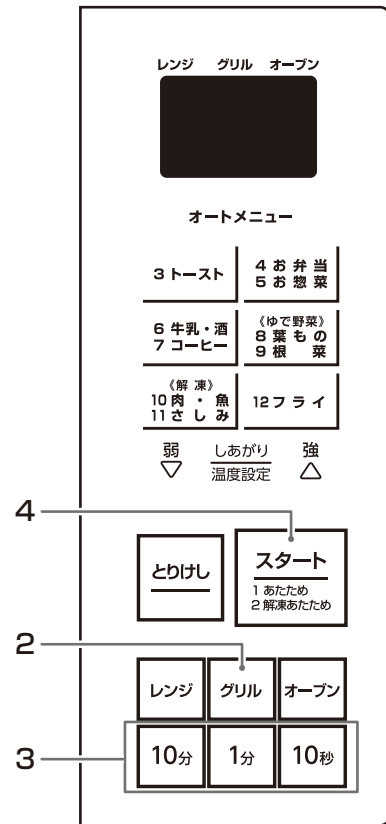 レンジ グリル オーブン
オートメニュー
3 トースト
4 お弁当
5 お惣菜
6 牛乳・酒
7 コーヒー
《ゆで野菜》
8 葉もの
9 根菜
《解凍》
10 肉・魚
11 さしみ
12 フライ
弱 しあがり 強
▽ 温度設定 △
4
とりけし
スタート
1 あたため
2 解凍あたため
2
レンジ グリル オーブン
3
10分 1分 10秒